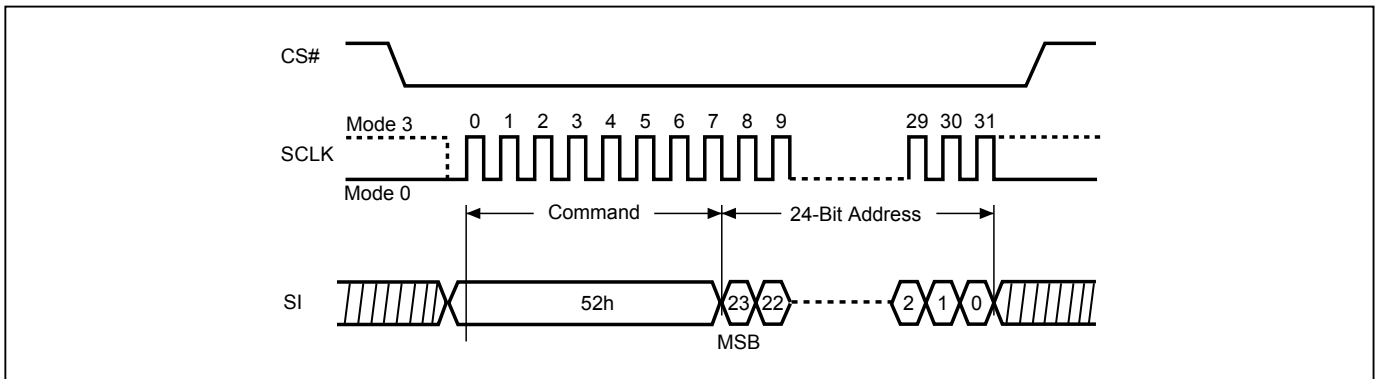 CS#
Mode 3
0 1 2 3 4 5 6 7 8 9 29 30 31
SCLK
Mode 0
Command
24-Bit Address
SI
52h
23 22 2 1 0
MSB